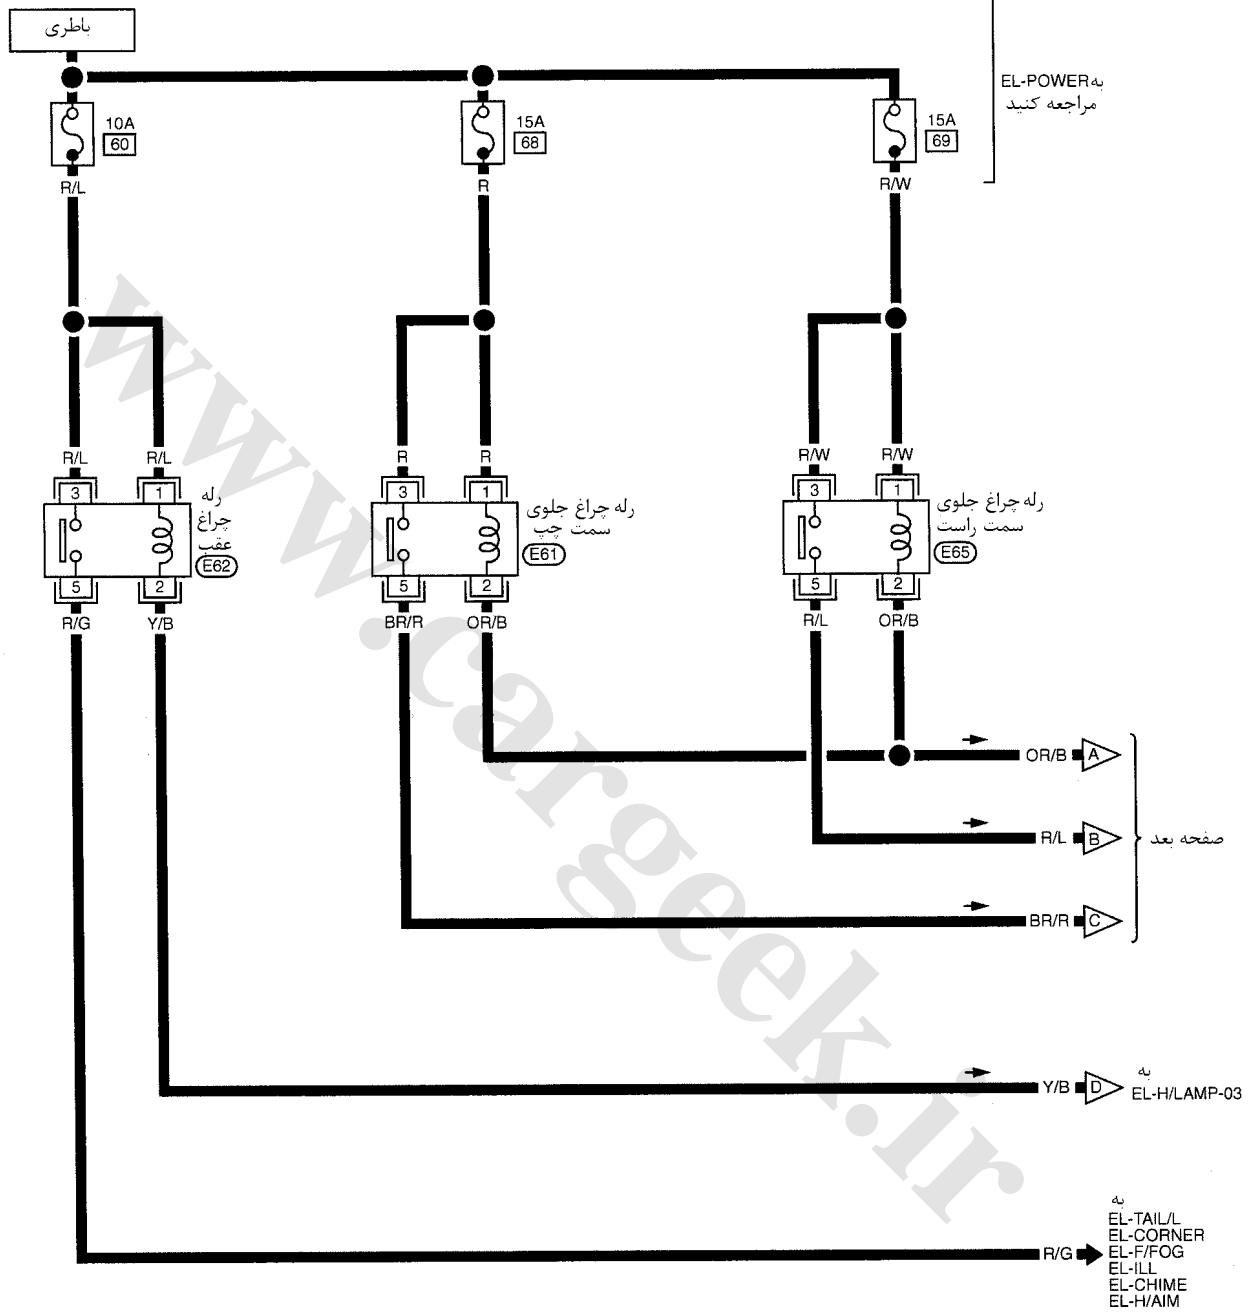 باطری
به EL-POWER
مراجعه کنید
10A
60
15A
68
15A
69
R/L
R
R/W
R/L
R/L
R
R
R/W
R/W
3
1
3
1
3
1
رله
چراغ
عقب
E62
رله چراغ جلوی
سمت چپ
E61
رله چراغ جلوی
سمت راست
E65
5
2
5
2
5
2
R/G
Y/B
BR/R
OR/B
R/L
OR/B
OR/B
A
R/L
B
صفحه بعد
BR/R
C
Y/B
D
به
EL-H/LAMP-03
R/G
به
EL-TAIL/L
EL-CORNER
EL-F/FOG
EL-ILL
EL-CHIME
EL-H/AIM
www.cargeek.ir